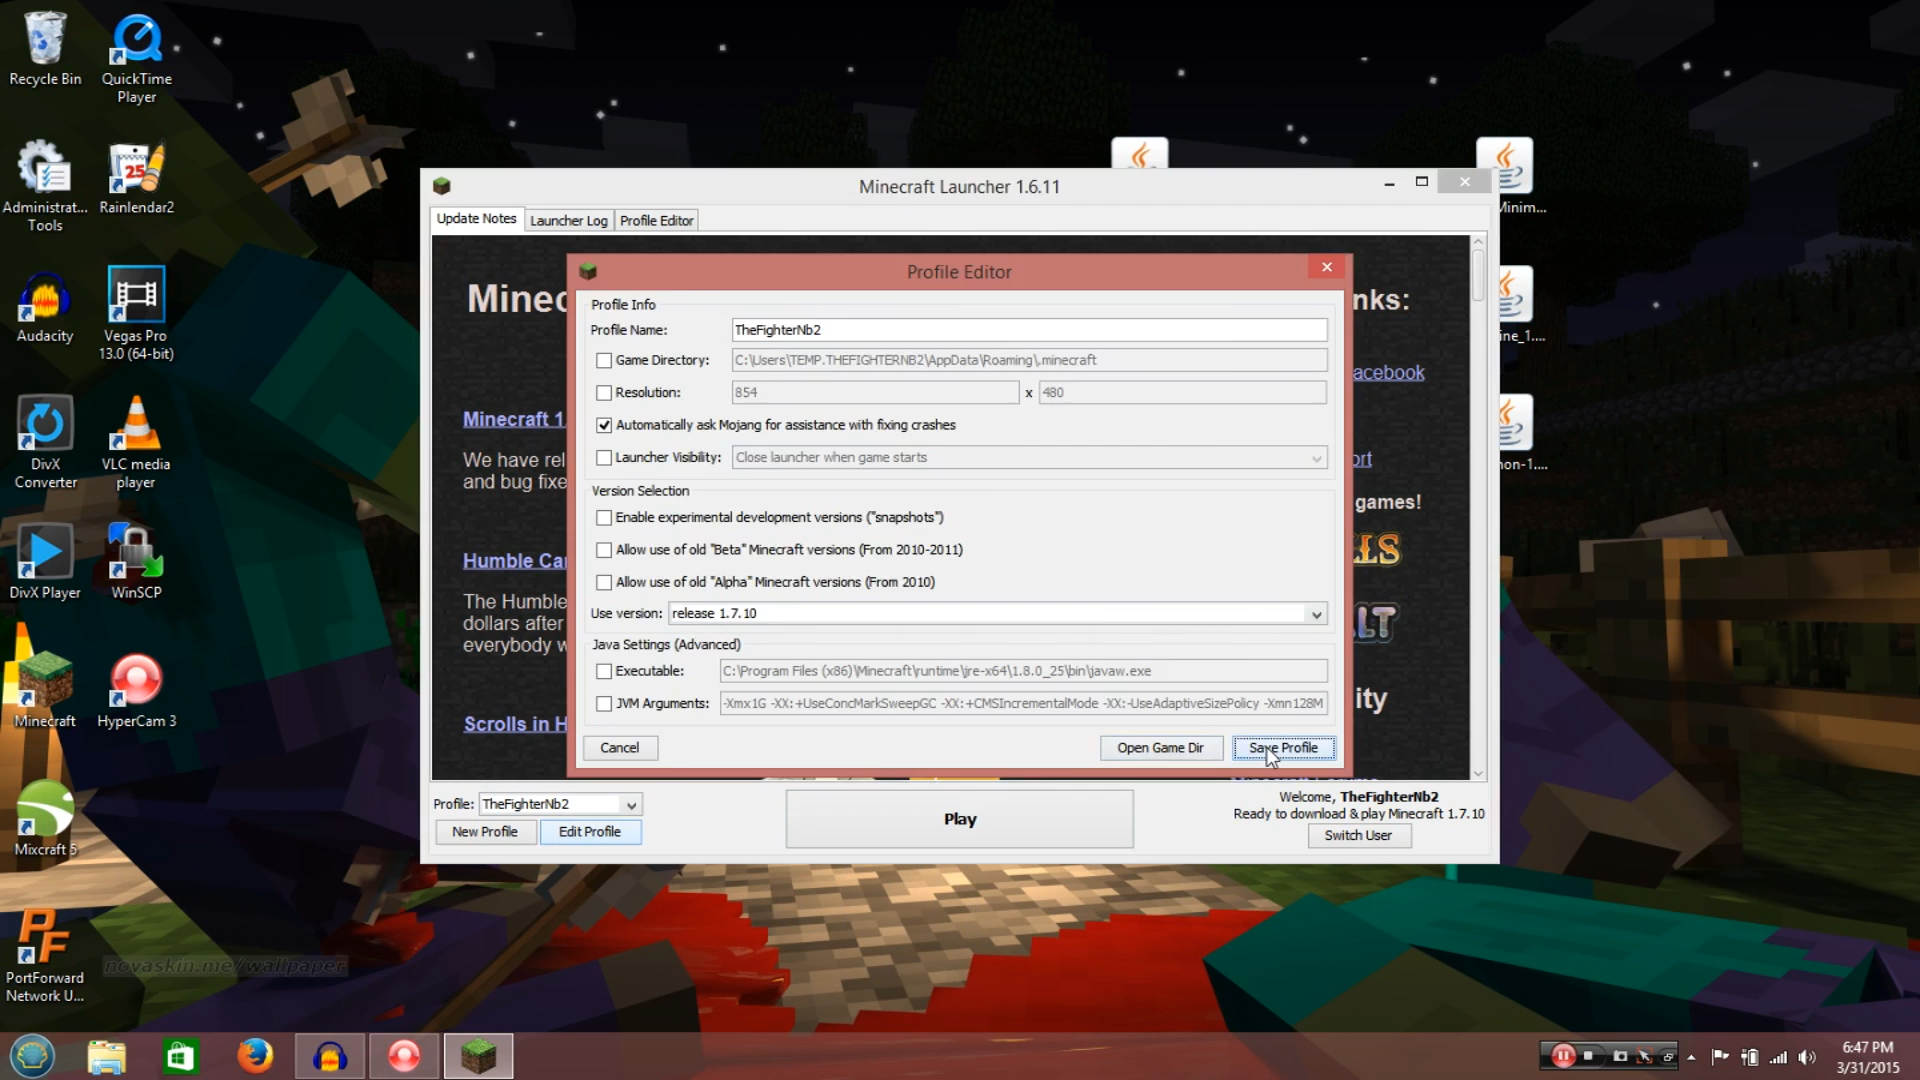 Recycle Bin
QuickTime
Player
Administrat...
Tools
Rainlendar2
Audacity
Vegas Pro
13.0 (64-bit)
DivX
Converter
VLC media
player
DivX Player
WinSCP
Minecraft
HyperCam 3
Mixcraft 5
PortForward
Network U...
novaskin.me/wallpaper
Minim...
ine_1....
on-1....
Minecraft Launcher 1.6.11
Update Notes
Launcher Log
Profile Editor
Minec
nks:
Minecraft 1.
We have rel
and bug fixe
Humble Ca
The Humble
dollars after
everybody w
Scrolls in H
acebook
ort
games!
LLS
LT
ity
Profile Editor
Profile Info
Profile Name: TheFighterNb2
Game Directory: C:\Users\TEMP.THEFIGHTERNB2\AppData\Roaming\.minecraft
Resolution: 854 x 480
Automatically ask Mojang for assistance with fixing crashes
Launcher Visibility: Close launcher when game starts
Version Selection
Enable experimental development versions ("snapshots")
Allow use of old "Beta" Minecraft versions (From 2010-2011)
Allow use of old "Alpha" Minecraft versions (From 2010)
Use version: release 1.7.10
Java Settings (Advanced)
Executable: C:\Program Files (x86)\Minecraft\runtime\jre-x64\1.8.0_25\bin\javaw.exe
JVM Arguments: -Xmx1G -XX:+UseConcMarkSweepGC -XX:+CMSIncrementalMode -XX:-UseAdaptiveSizePolicy -Xmn128M
Cancel
Open Game Dir
Save Profile
Profile: TheFighterNb2
New Profile
Edit Profile
Play
Welcome, TheFighterNb2
Ready to download & play Minecraft 1.7.10
Switch User
6:47 PM
3/31/2015